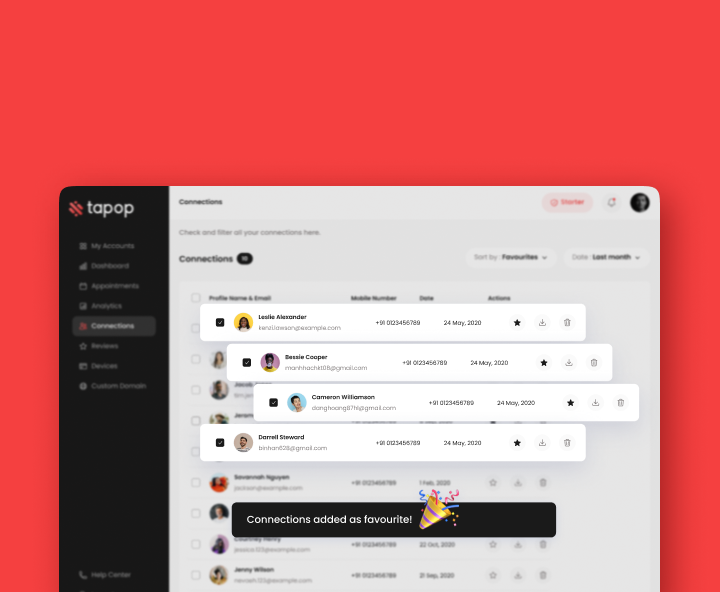 tapop
Connections
Starter
My Accounts
Dashboard
Appointments
Analytics
Connections
Reviews
Devices
Custom Domain
Help Center
Check and filter all your connections here.
Connections
Sort by: Favourites
Date: Last month
Profile Name & Email Mobile Number Date Actions
Leslie Alexander
kenzi.lawson@example.com
+91 0123456789 24 May, 2020
Bessie Cooper
manhhachkt08@gmail.com
+91 0123456789 24 May, 2020
Cameron Williamson
danghoang87hl@gmail.com
+91 0123456789 24 May, 2020
Darrell Steward
binhan628@gmail.com
+91 0123456789 24 May, 2020
Savannah Nguyen
jackson@example.com
+91 0123456789 1 Feb, 2020
Connections added as favourite!
Courtney Henry
jessica.123@example.com
+91 0123456789 22 Oct, 2020
Jenny Wilson
nevaeh.123@example.com
+91 0123456789 21 Sep, 2020